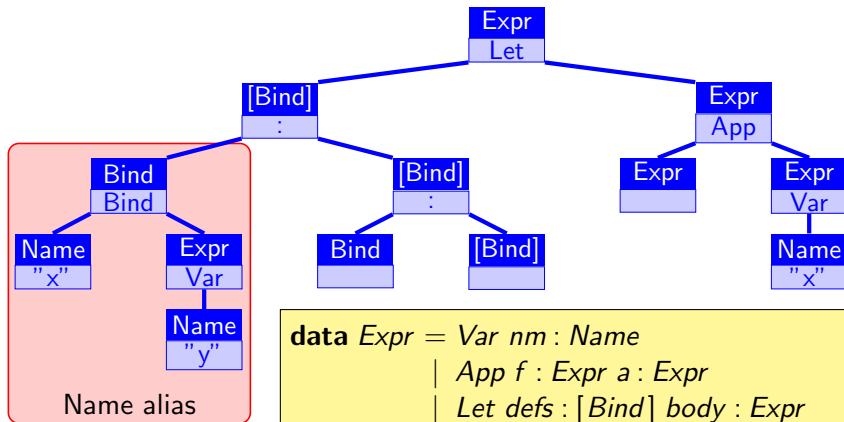 Expr
Let
[Bind]
:
Expr
App
Bind
Bind
[Bind]
:
Expr
Expr
Var
Name
"x"
Expr
Var
Bind
[Bind]
Name
"x"
Name
"y"
Name alias
data Expr = Var nm : Name
| App f : Expr a : Expr
| Let defs : [Bind] body : Expr